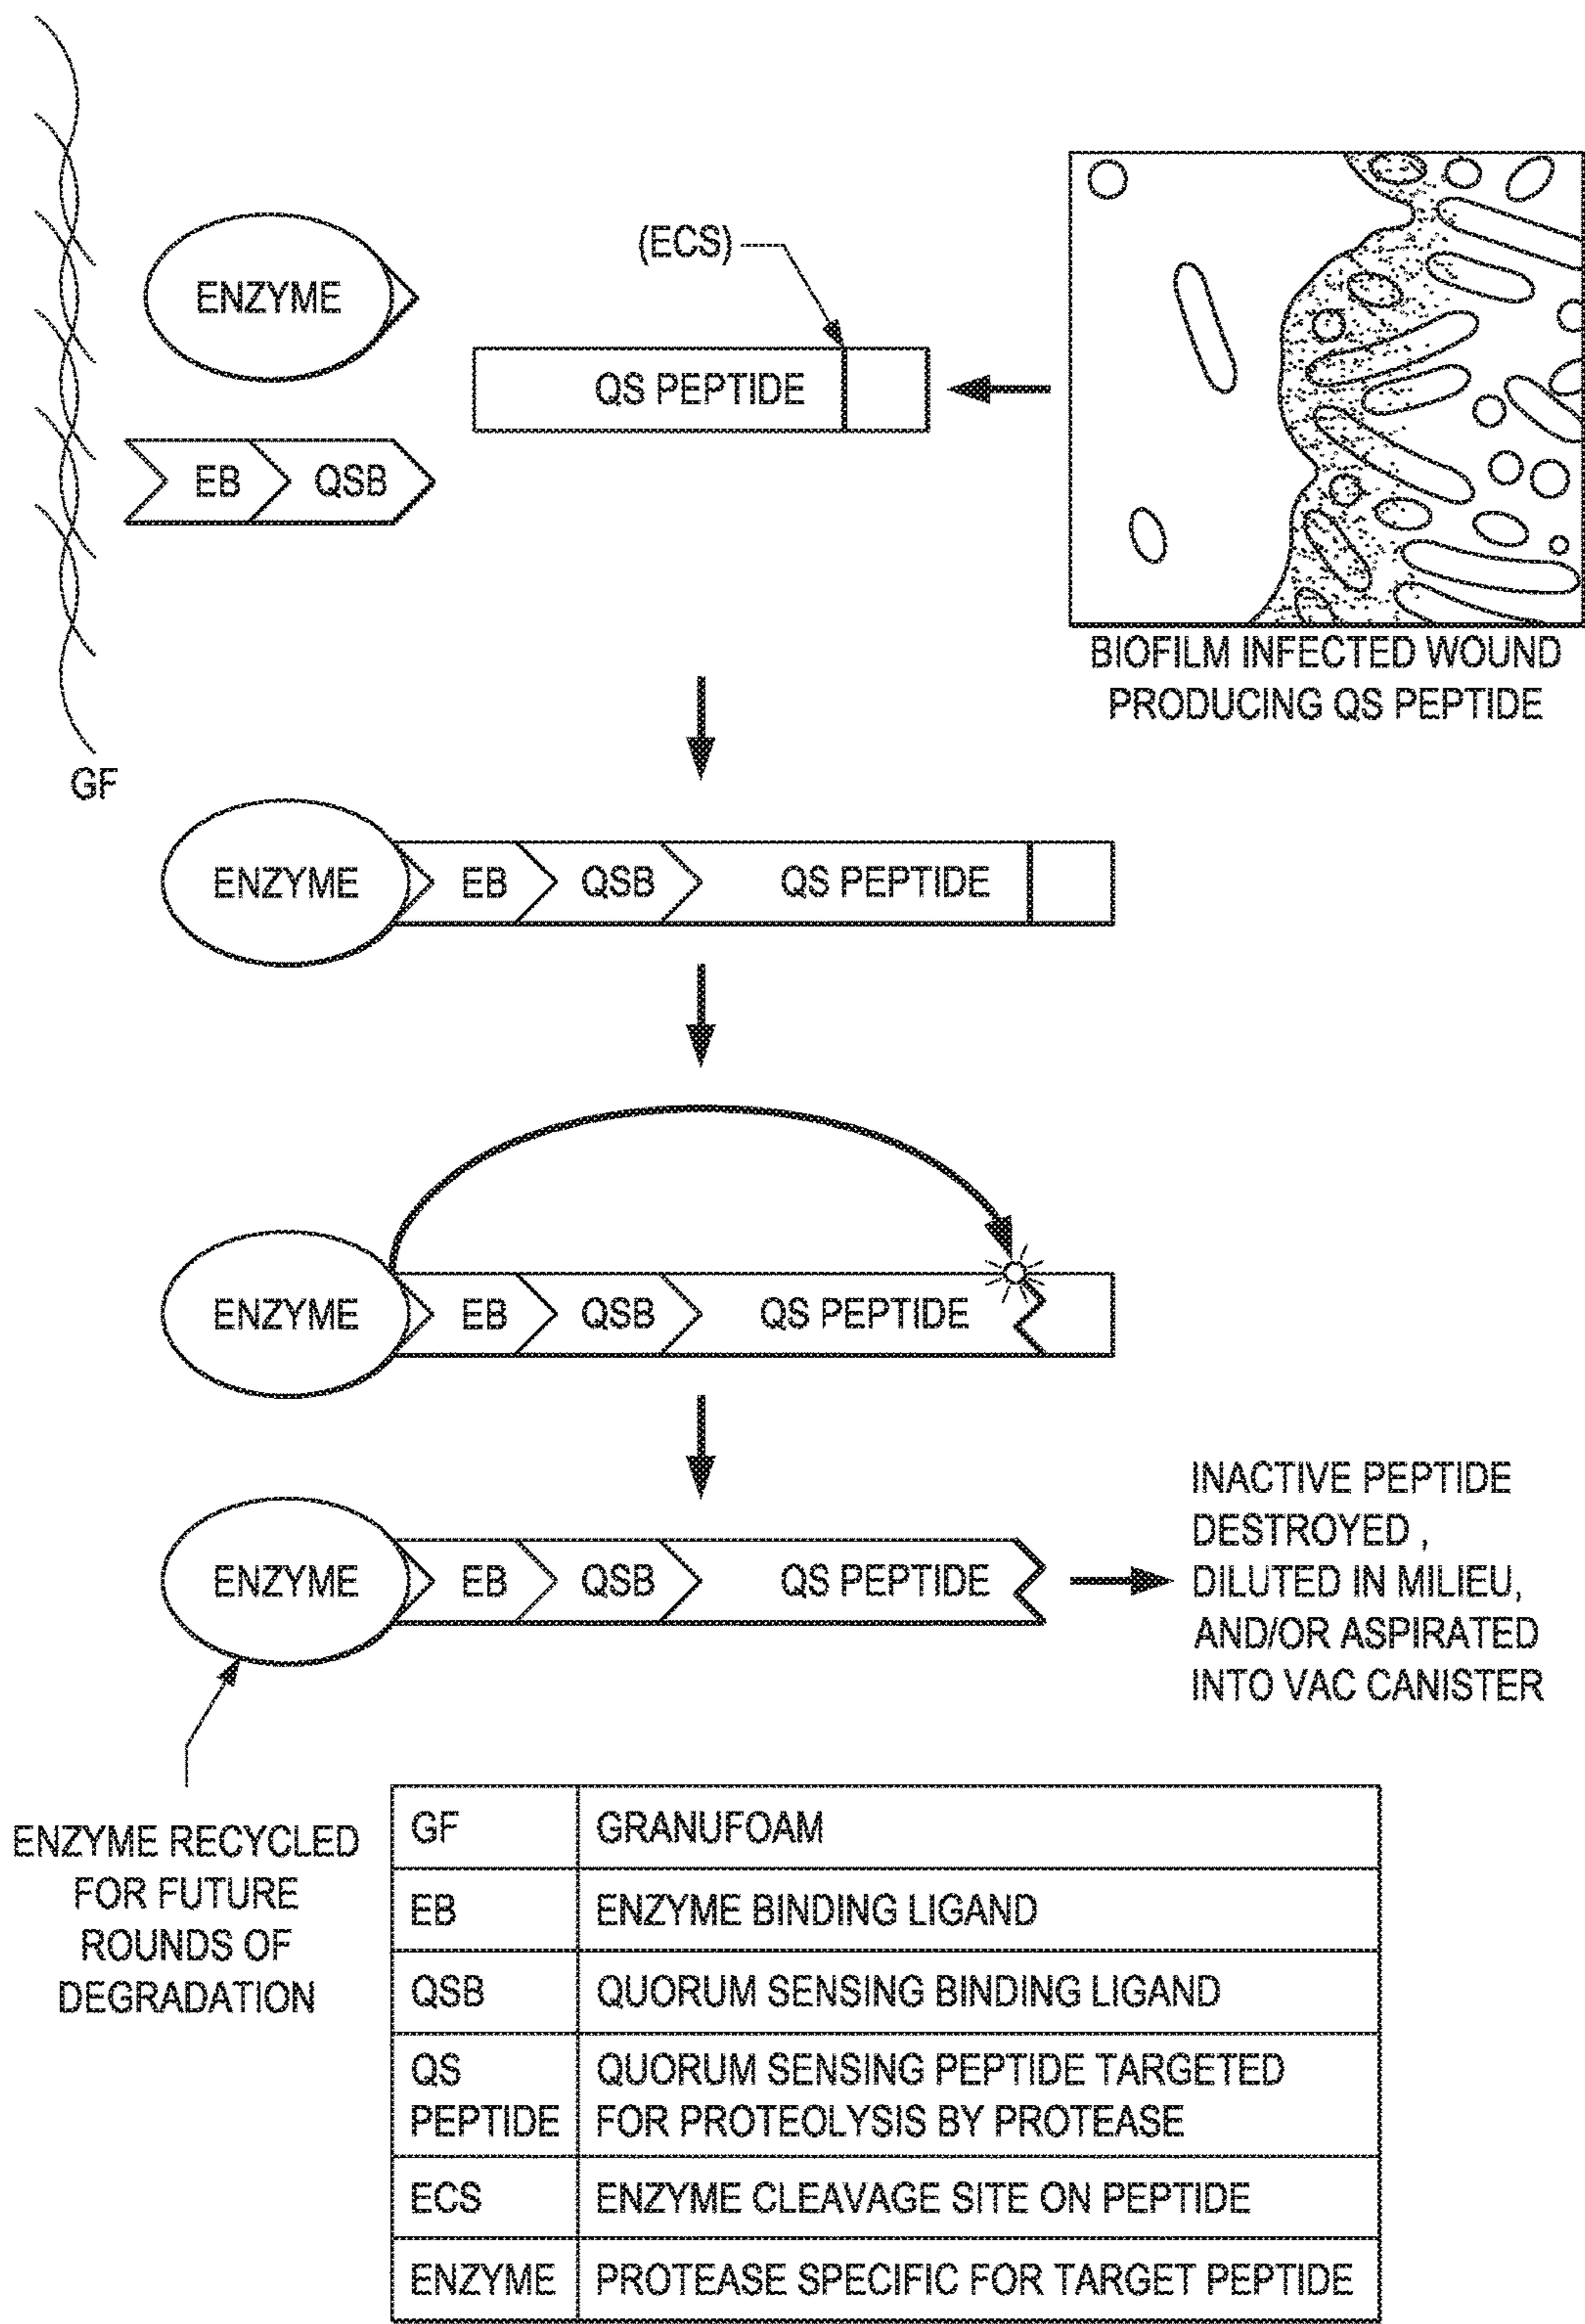 ENZYME
(ECS)
QS PEPTIDE
EB
QSB
BIOFILM INFECTED WOUND
PRODUCING QS PEPTIDE
GF
ENZYME
EB
QSB
QS PEPTIDE
ENZYME
EB
QSB
QS PEPTIDE
ENZYME
EB
QSB
QS PEPTIDE
INACTIVE PEPTIDE
DESTROYED ,
DILUTED IN MILIEU,
AND/OR ASPIRATED
INTO VAC CANISTER
ENZYME RECYCLED
FOR FUTURE
ROUNDS OF
DEGRADATION
GF GRANUFOAM
EB ENZYME BINDING LIGAND
QSB QUORUM SENSING BINDING LIGAND
QS QUORUM SENSING PEPTIDE TARGETED
PEPTIDE FOR PROTEOLYSIS BY PROTEASE
ECS ENZYME CLEAVAGE SITE ON PEPTIDE
ENZYME PROTEASE SPECIFIC FOR TARGET PEPTIDE